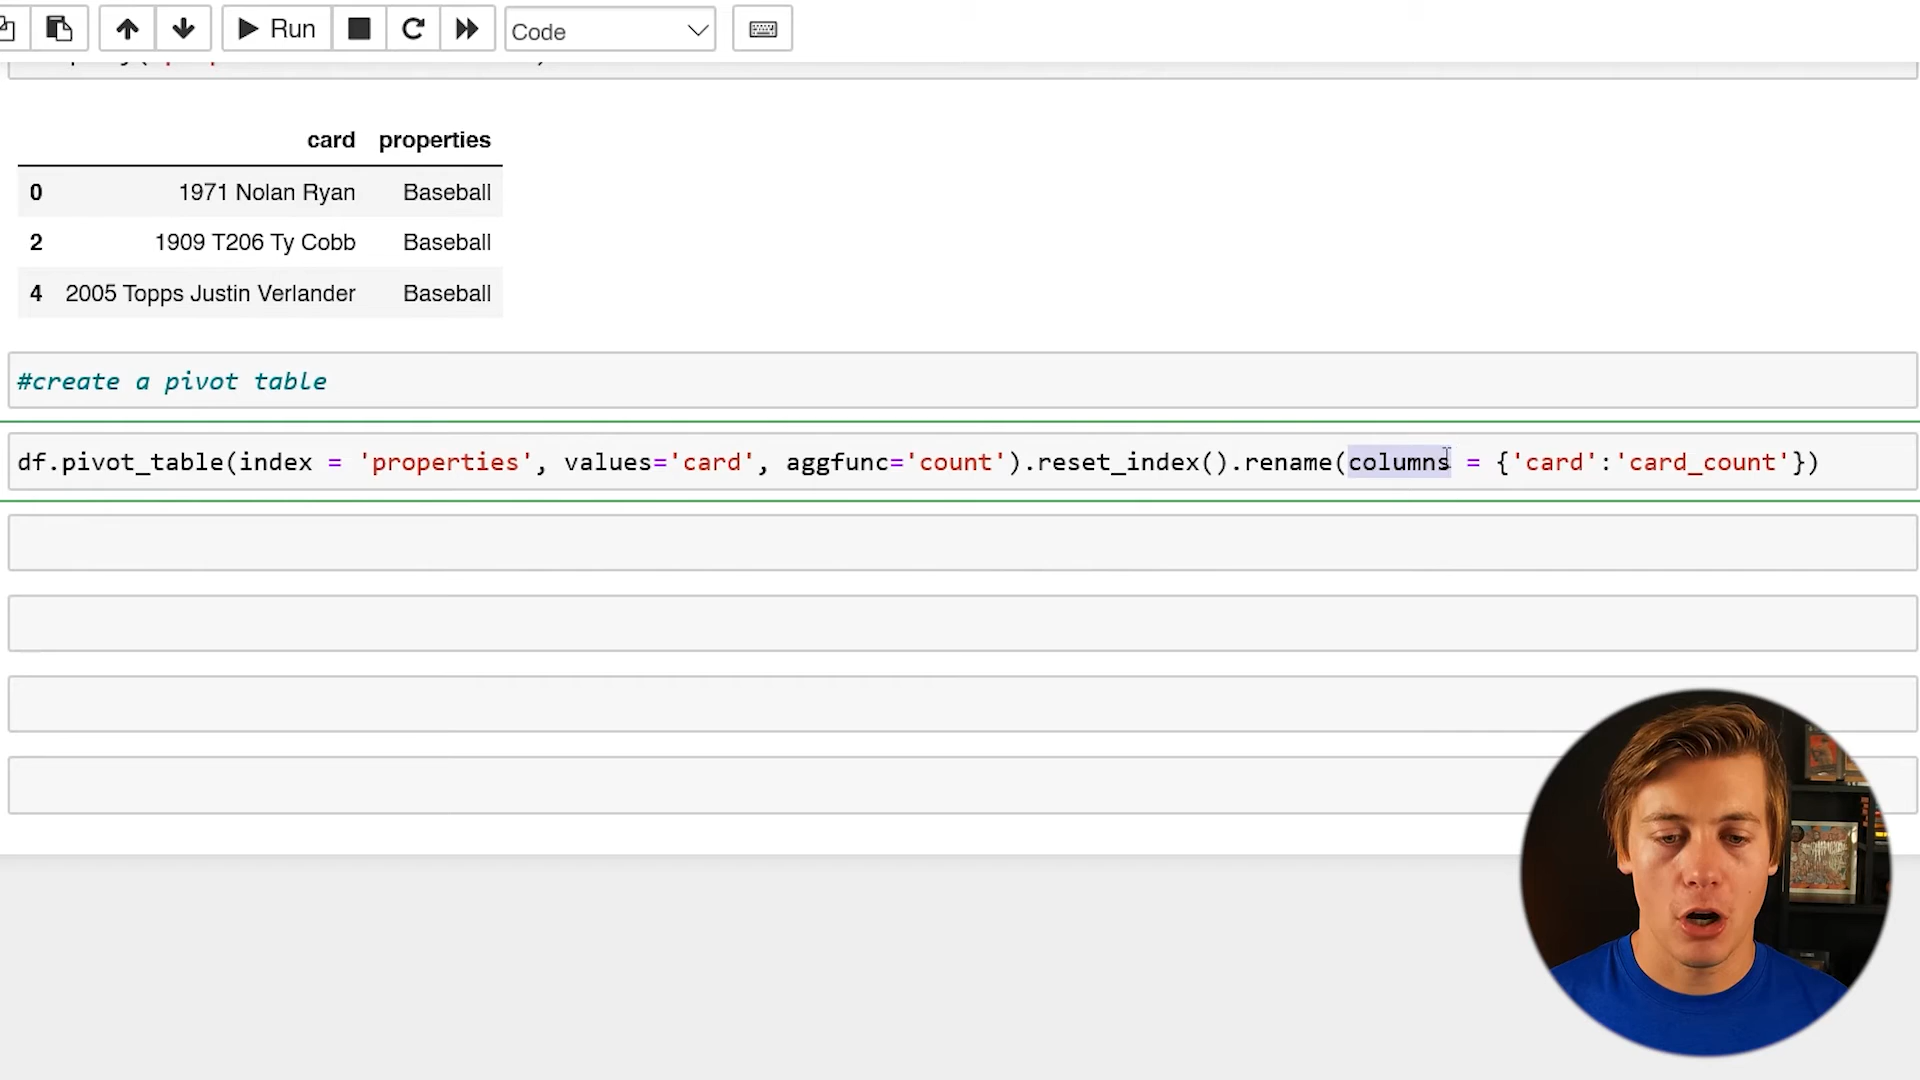 Run
Code
card properties
0 1971 Nolan Ryan Baseball
2 1909 T206 Ty Cobb Baseball
4 2005 Topps Justin Verlander Baseball
#create a pivot table
df.pivot_table(index = 'properties', values='card', aggfunc='count').reset_index().rename(columns = {'card':'card_count'})